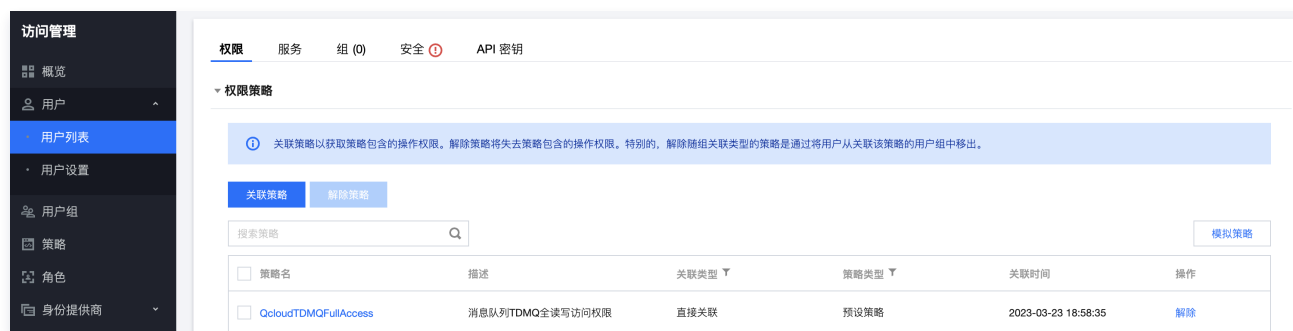 访问管理
概览
用户
用户列表
用户设置
用户组
策略
角色
身份提供商
权限 服务 组 (0) 安全 API 密钥
权限策略
关联策略以获取策略包含的操作权限。解除策略将失去策略包含的操作权限。特别的，解除随组关联类型的策略是通过将用户从关联该策略的用户组中移出。
关联策略 解除策略
搜索策略 模拟策略
策略名 描述 关联类型 策略类型 关联时间 操作
QcloudTDMQFullAccess 消息队列TDMQ全读写访问权限 直接关联 预设策略 2023-03-23 18:58:35 解除